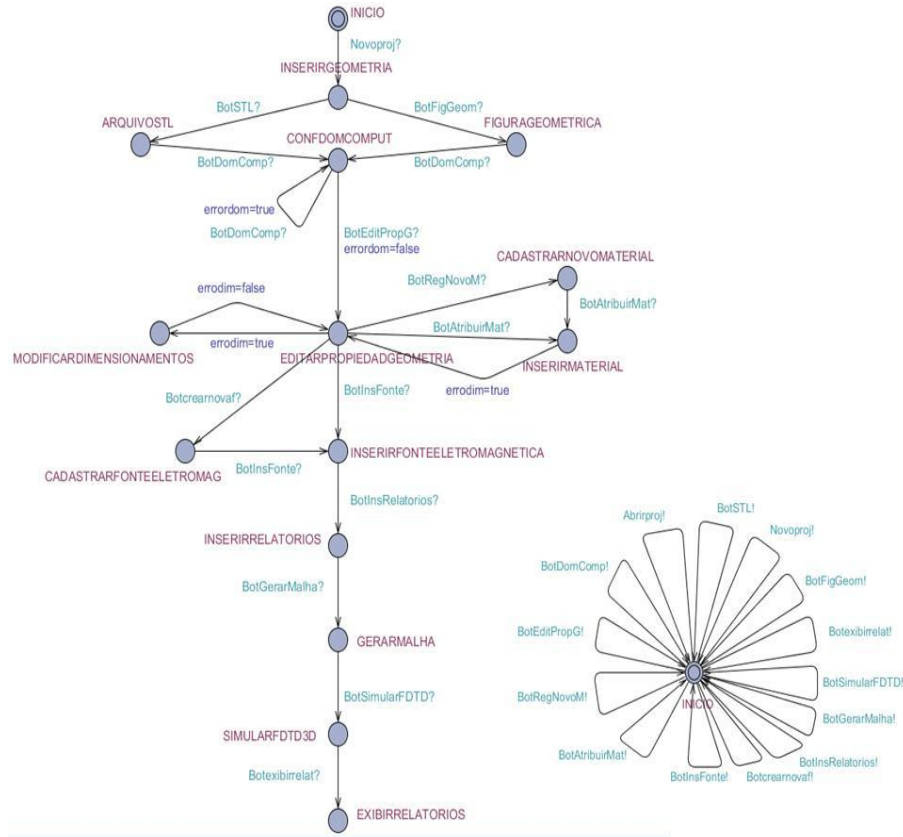 INICIO
Novoproj?
INSERIRGEOMETRIA
BotSTL?
BotFigGeom?
ARQUIVOSTL
FIGURAGEOMETRICA
CONFDOMCOMPUT
BotDomComp?
BotDomComp?
errordom=true
BotDomComp?
BotEditPropG?
errordom=false
CADASTRARNOVOMATERIAL
BotRegNovoM?
errodim=false
BotAtribuirMat?
BotAtribuirMat?
errodim=true
MODIFICARDIMENSIONAMENTOS
EDITARPROPIEDADGEOMETRIA
INSERIRMATERIAL
errodim=true
Botcrearnovaf?
BotInsFonte?
INSERIRFONTEELETROMAGNETICA
CADASTRARFONTEELETROMAG
BotInsFonte?
BotInsRelatorios?
INSERIRRELATORIOS
BotGerarMalha?
GERARMALHA
BotSimularFDTD?
SIMULARFDTD3D
Botexibirrelat?
EXIBIRRELATORIOS
Abrirproj!
BotSTL!
Novoproj!
BotDomComp!
BotFigGeom!
BotEditPropG!
Botexibirrelat!
BotSimularFDTD!
BotRegNovoM!
INICIO
BotGerarMalha!
BotAtribuirMat!
BotInsRelatorios!
BotInsFonte!
Botcrearnovaf!